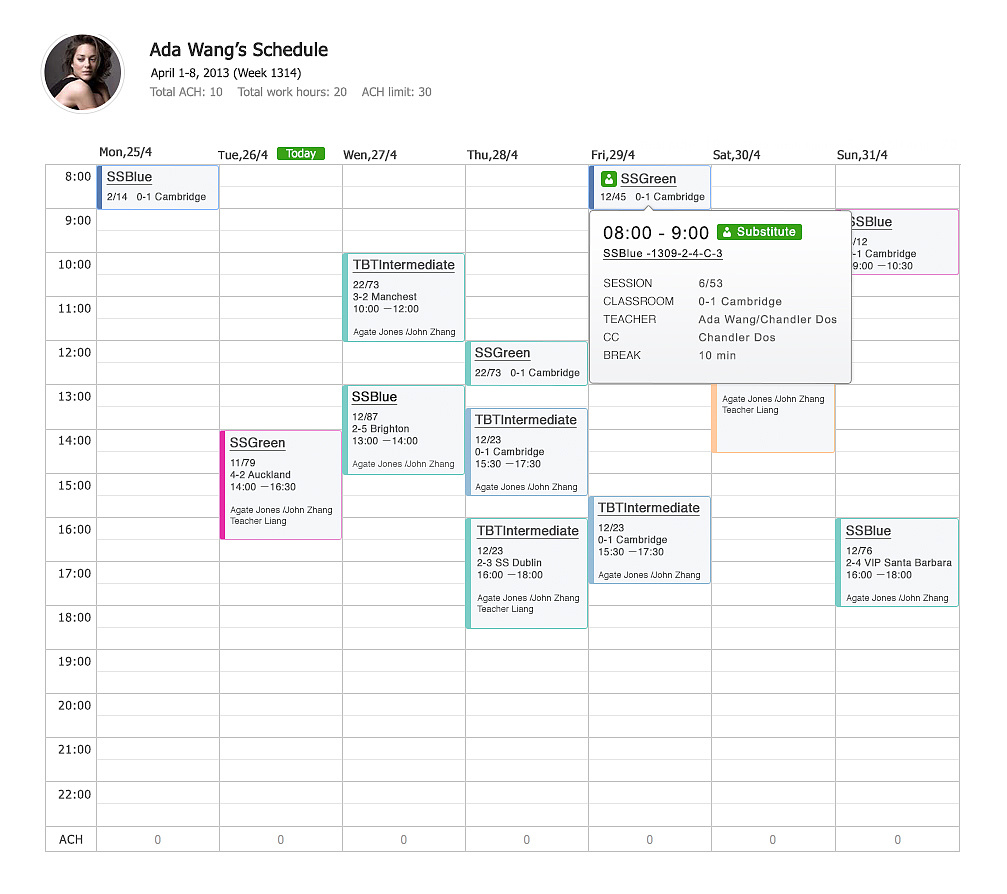 Ada Wang's Schedule
April 1-8, 2013 (Week 1314)
Total ACH: 10 Total work hours: 20 ACH limit: 30
Mon,25/4
Tue,26/4 Today
Wen,27/4
Thu,28/4
Fri,29/4
Sat,30/4
Sun,31/4
8:00
9:00
10:00
11:00
12:00
13:00
14:00
15:00
16:00
17:00
18:00
19:00
20:00
21:00
22:00
SSBlue
2/14 0-1 Cambridge
SSGreen
11/79
4-2 Auckland
14:00 —16:30
Agate Jones /John Zhang
Teacher Liang
TBTIntermediate
22/73
3-2 Manchest
10:00 —12:00
Agate Jones /John Zhang
SSBlue
12/87
2-5 Brighton
13:00 —14:00
Agate Jones /John Zhang
SSGreen
22/73 0-1 Cambridge
TBTIntermediate
12/23
0-1 Cambridge
15:30 —17:30
Agate Jones /John Zhang
TBTIntermediate
12/23
2-3 SS Dublin
16:00 —18:00
Agate Jones /John Zhang
Teacher Liang
SSGreen
12/45 0-1 Cambridge
08:00 - 9:00 Substitute
SSBlue -1309-2-4-C-3
SESSION 6/53
CLASSROOM 0-1 Cambridge
TEACHER Ada Wang/Chandler Dos
CC Chandler Dos
BREAK 10 min
TBTIntermediate
12/23
0-1 Cambridge
15:30 —17:30
Agate Jones /John Zhang
Agate Jones /John Zhang
Teacher Liang
SSBlue
/12
-1 Cambridge
9:00 —10:30
SSBlue
12/76
2-4 VIP Santa Barbara
16:00 —18:00
Agate Jones /John Zhang
ACH 0 0 0 0 0 0 0